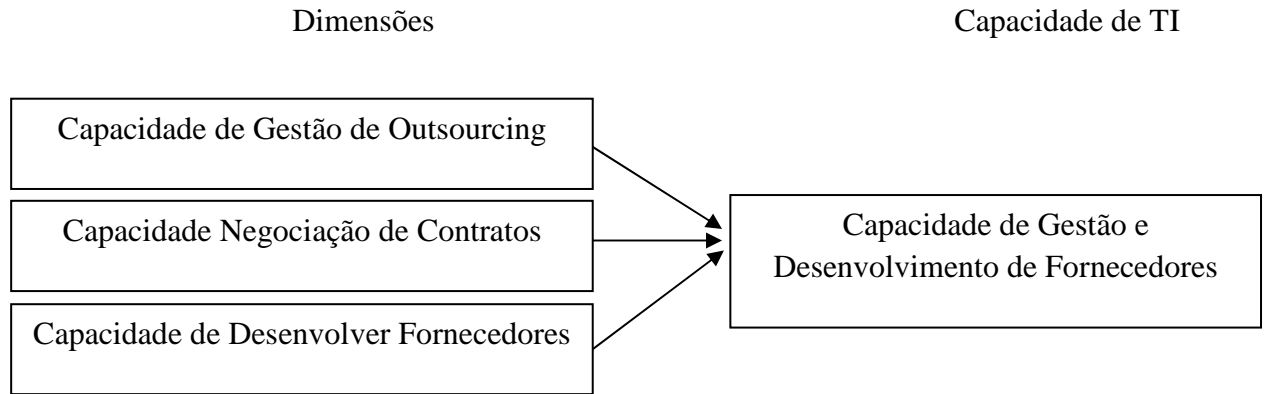 Dimensões
Capacidade de TI
Capacidade de Gestão de Outsourcing
Capacidade Negociação de Contratos
Capacidade de Desenvolver Fornecedores
Capacidade de Gestão e
Desenvolvimento de Fornecedores